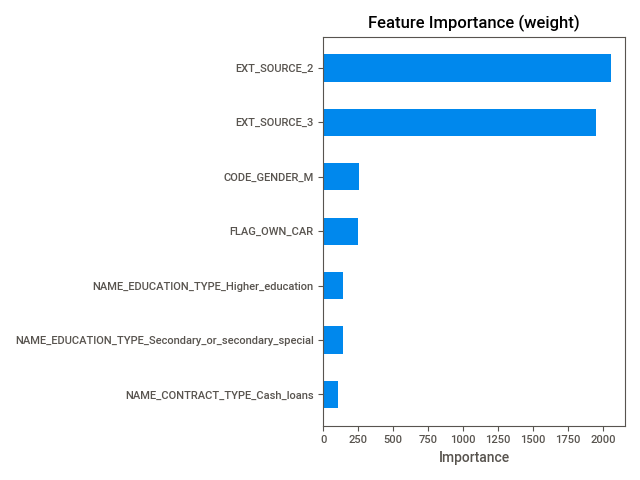 Feature Importance (weight)
EXT_SOURCE_2
EXT_SOURCE_3
CODE_GENDER_M
FLAG_OWN_CAR
NAME_EDUCATION_TYPE_Higher_education
NAME_EDUCATION_TYPE_Secondary_or_secondary_special
NAME_CONTRACT_TYPE_Cash_loans
0 250 500 750 1000 1250 1500 1750 2000
Importance